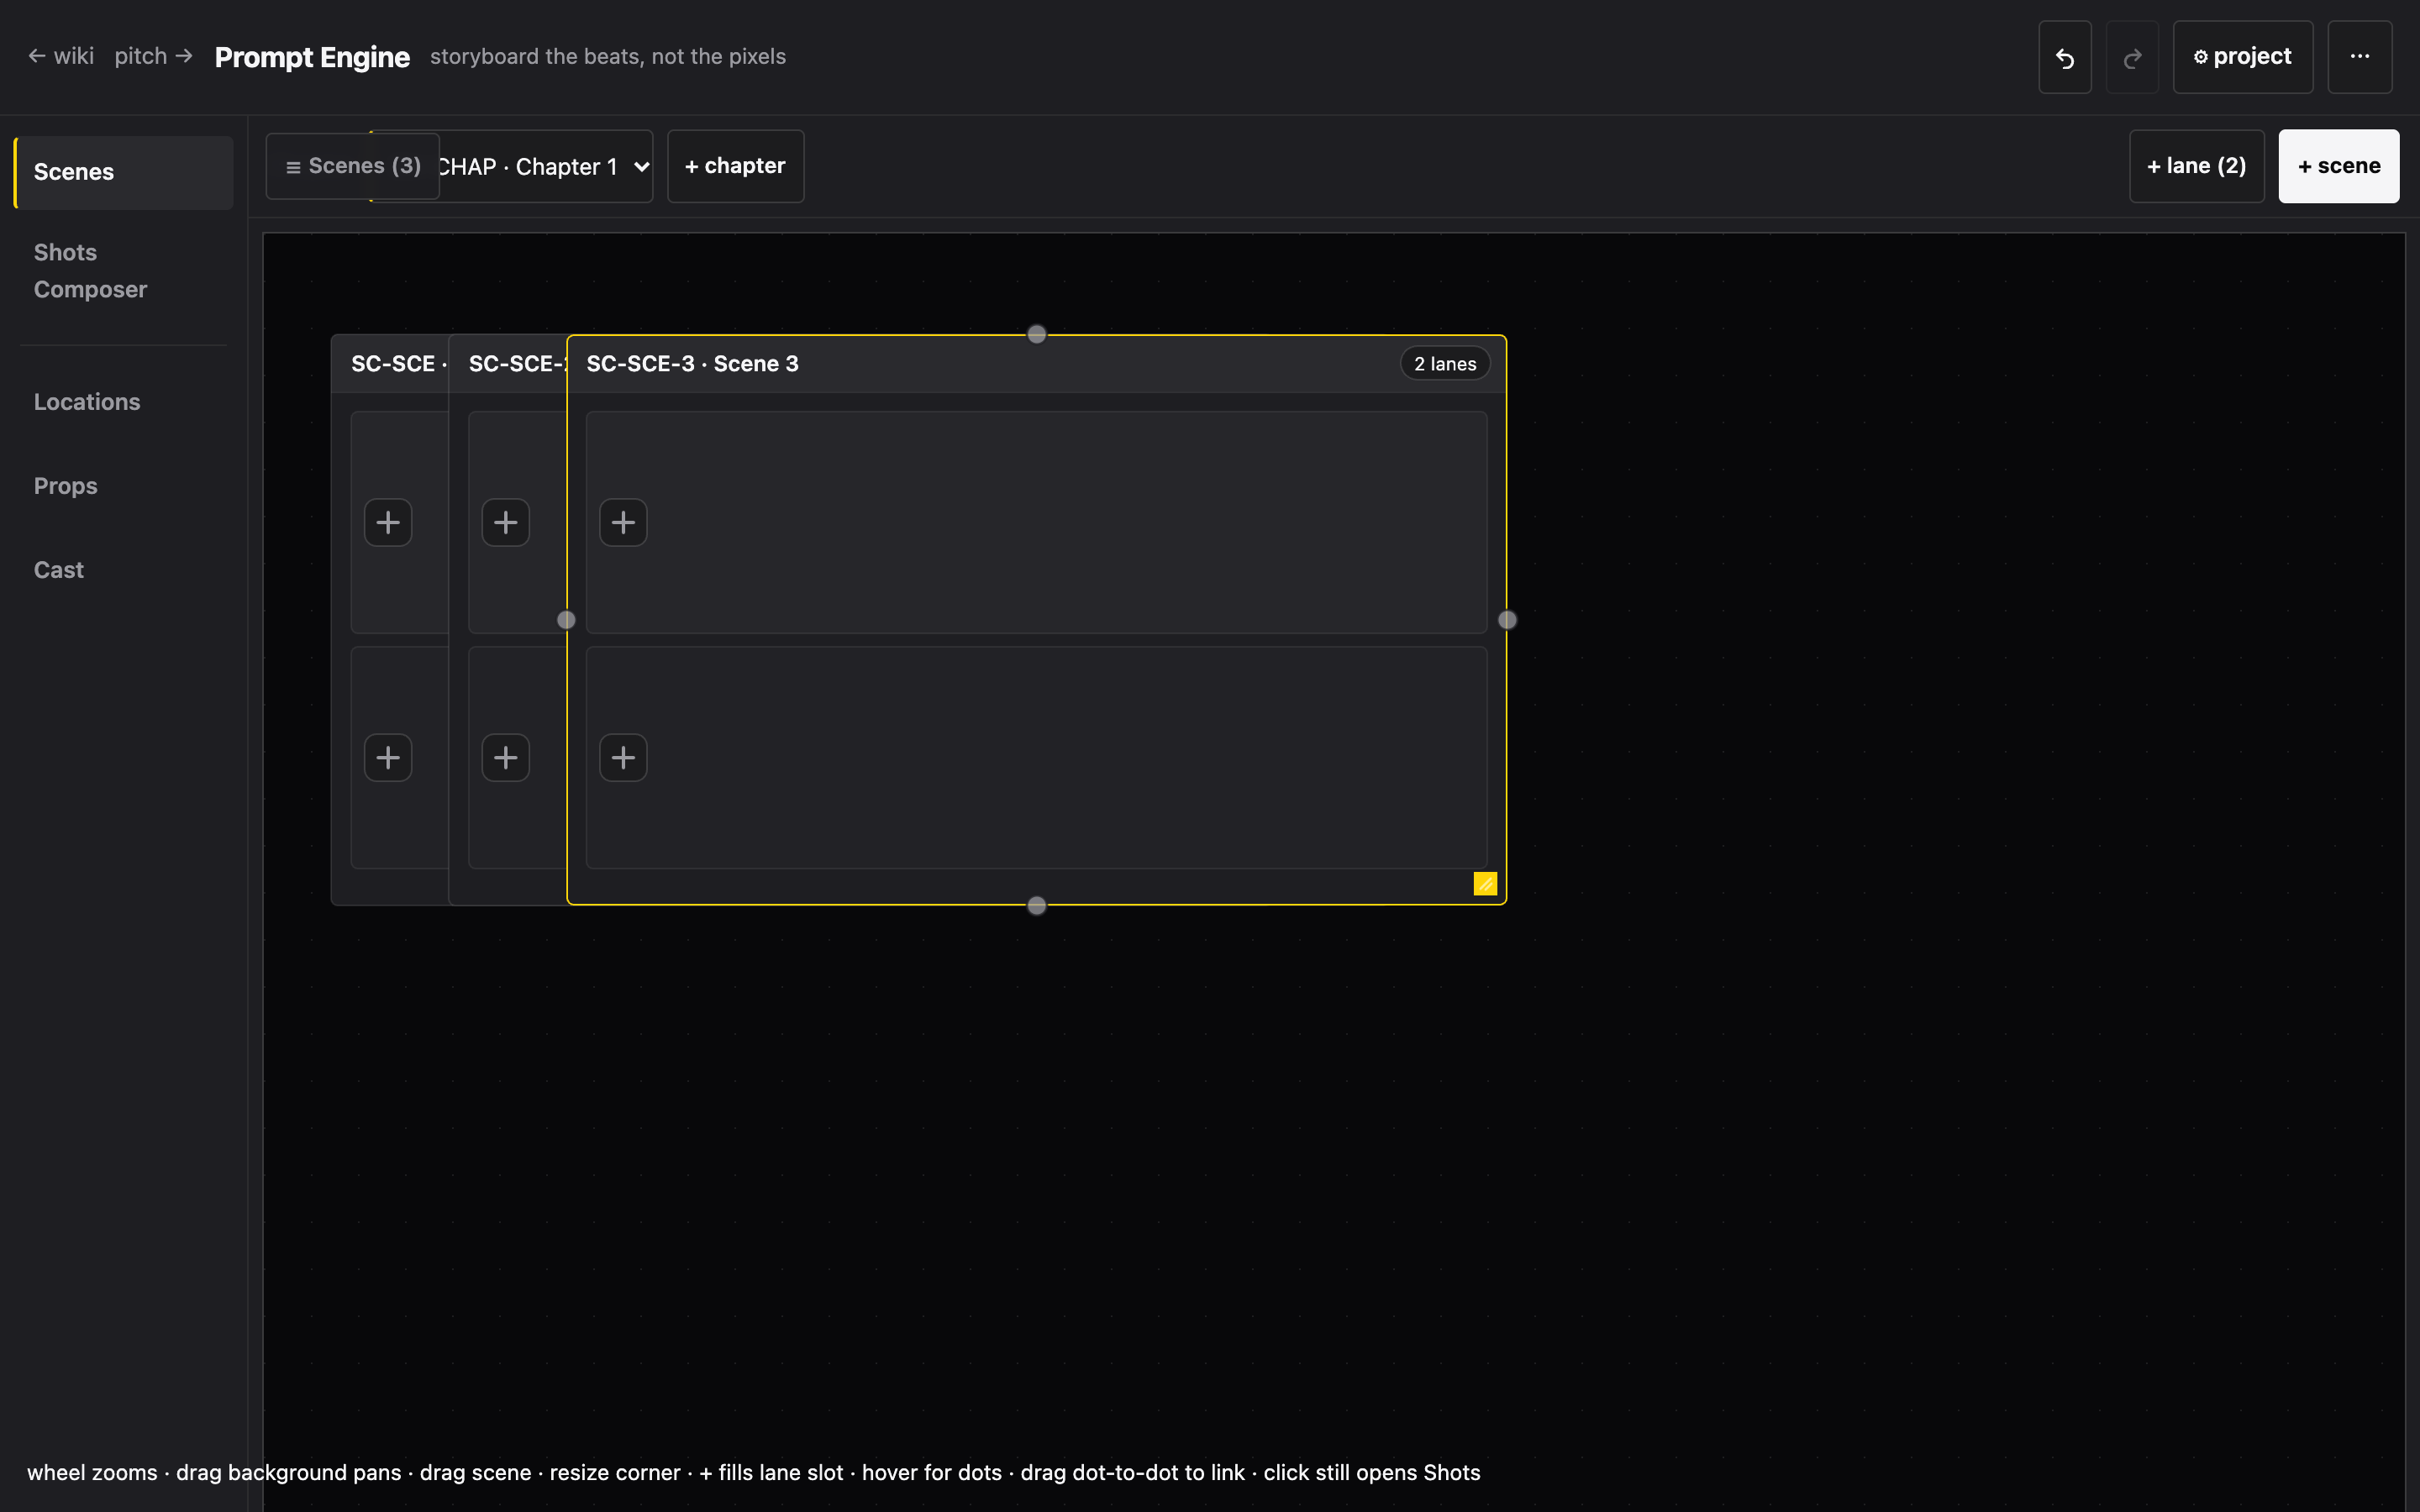 ← wiki pitch → Prompt Engine storyboard the beats, not the pixels
project ···
Scenes
Shots
Composer
Locations
Props
Cast
≡ Scenes (3) CHAP · Chapter 1 + chapter
+ lane (2) + scene
SC-SCE · SC-SCE-2 SC-SCE-3 · Scene 3 2 lanes
wheel zooms · drag background pans · drag scene · resize corner · + fills lane slot · hover for dots · drag dot-to-dot to link · click still opens Shots